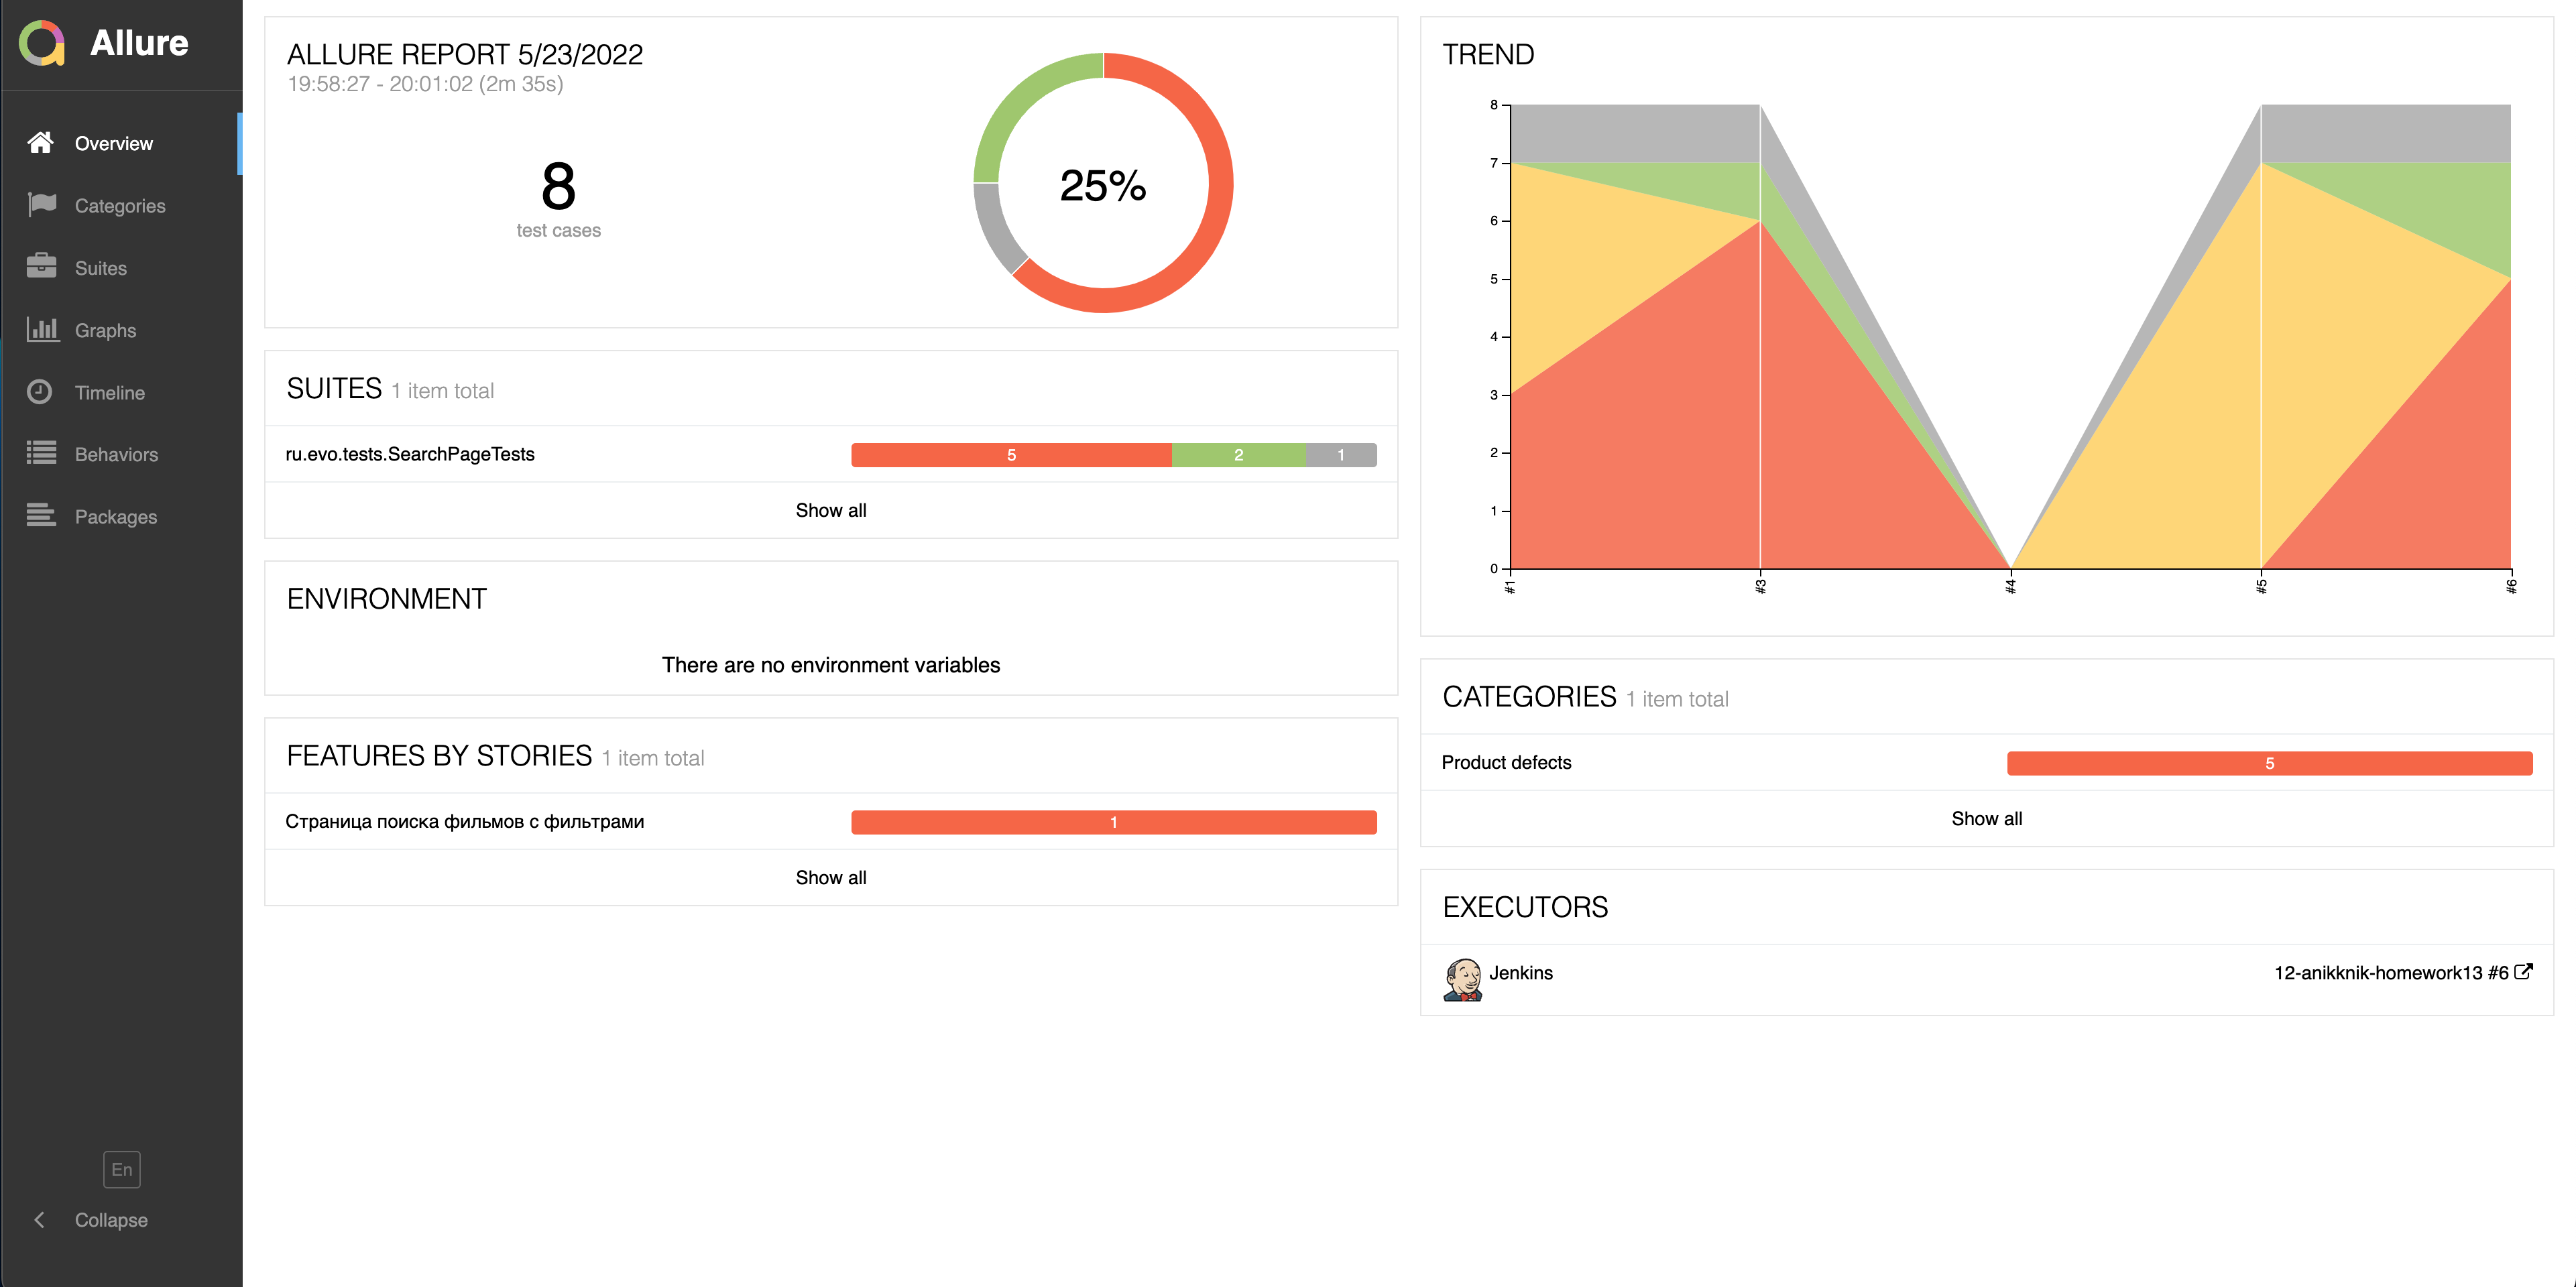 Allure
Overview
Categories
Suites
Graphs
Timeline
Behaviors
Packages
En
Collapse
ALLURE REPORT 5/23/2022
19:58:27 - 20:01:02 (2m 35s)
8
test cases
25%
SUITES 1 item total
ru.evo.tests.SearchPageTests 5 2 1
Show all
ENVIRONMENT
There are no environment variables
FEATURES BY STORIES 1 item total
Страница поиска фильмов с фильтрами 1
Show all
TREND
8
7
6
5
4
3
2
1
0
#1 #3 #4 #5 #6
CATEGORIES 1 item total
Product defects 5
Show all
EXECUTORS
Jenkins 12-anikknik-homework13 #6